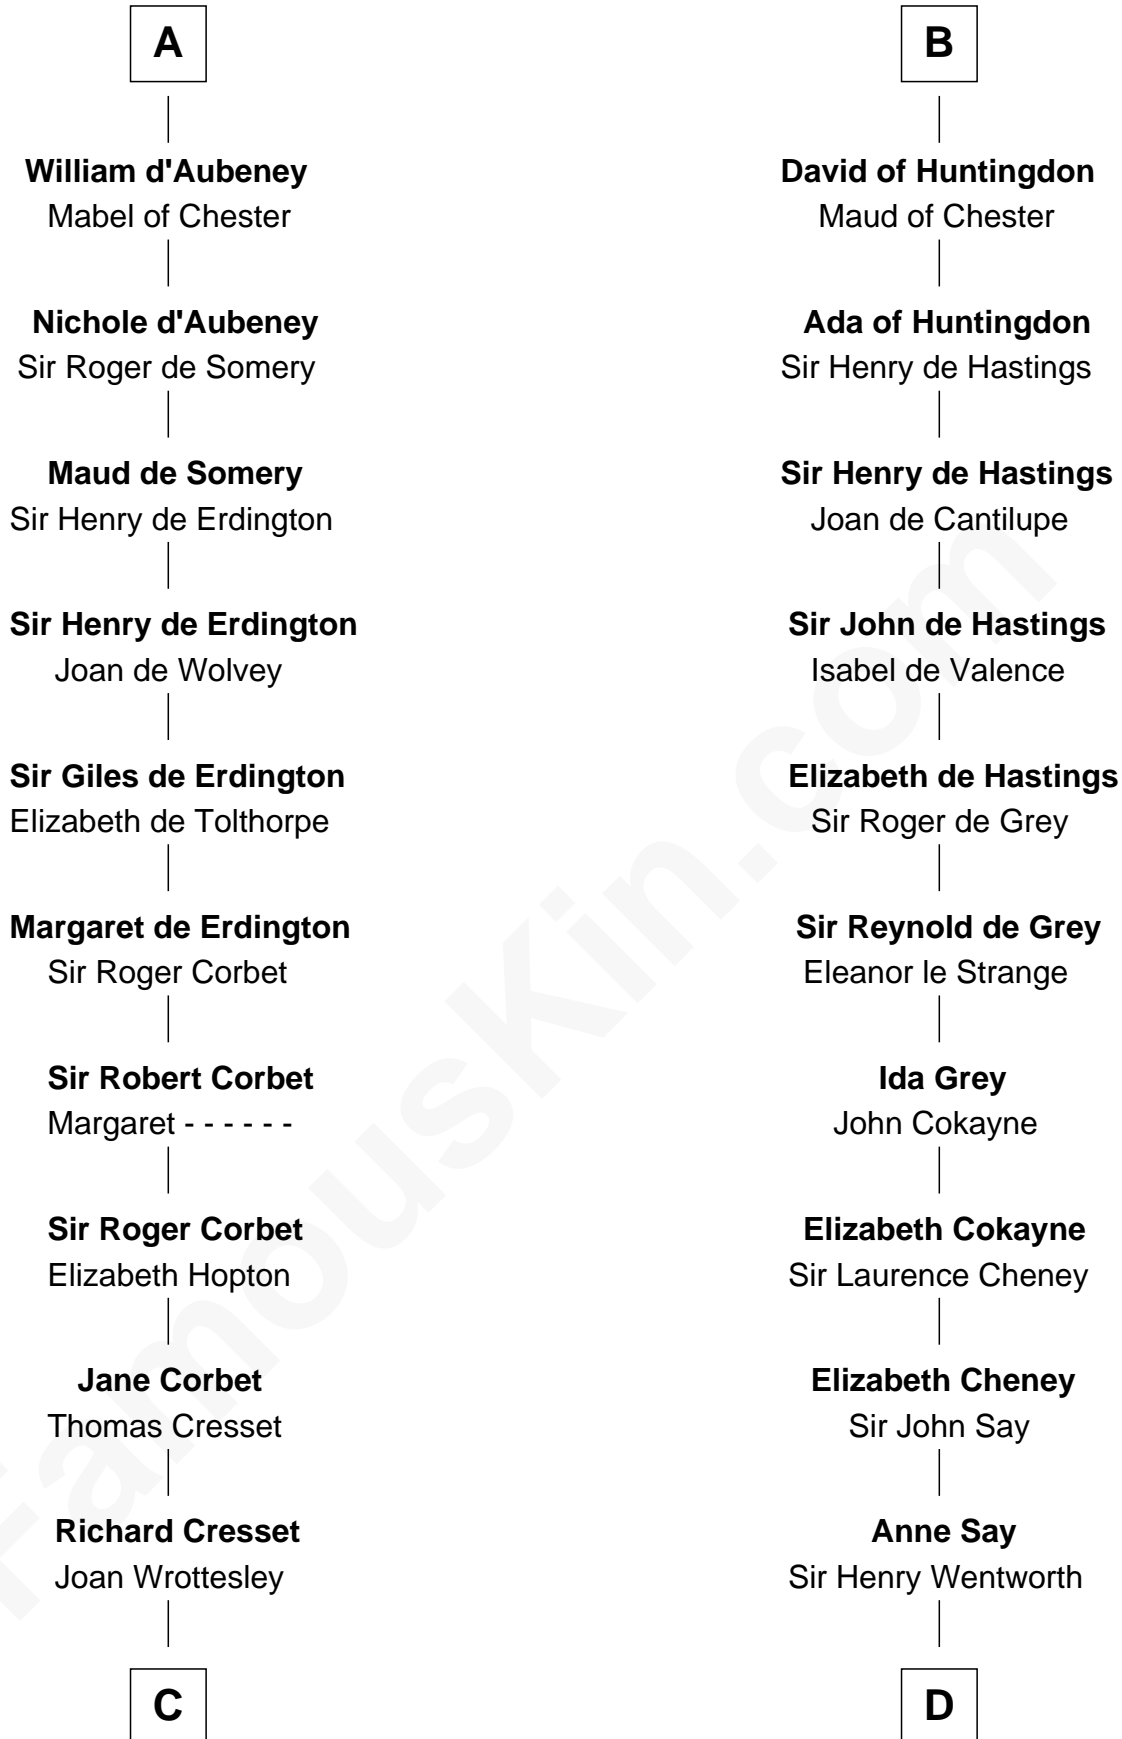 A
William d'Aubeney
Mabel of Chester
Nichole d'Aubeney
Sir Roger de Somery
Maud de Somery
Sir Henry de Erdington
Sir Henry de Erdington
Joan de Wolvey
Sir Giles de Erdington
Elizabeth de Tolthorpe
Margaret de Erdington
Sir Roger Corbet
Sir Robert Corbet
Margaret - - - - - -
Sir Roger Corbet
Elizabeth Hopton
Jane Corbet
Thomas Cresset
Richard Cresset
Joan Wrottesley
C
B
David of Huntingdon
Maud of Chester
Ada of Huntingdon
Sir Henry de Hastings
Sir Henry de Hastings
Joan de Cantilupe
Sir John de Hastings
Isabel de Valence
Elizabeth de Hastings
Sir Roger de Grey
Sir Reynold de Grey
Eleanor le Strange
Ida Grey
John Cokayne
Elizabeth Cokayne
Sir Laurence Cheney
Elizabeth Cheney
Sir John Say
Anne Say
Sir Henry Wentworth
D
FamousKin.com